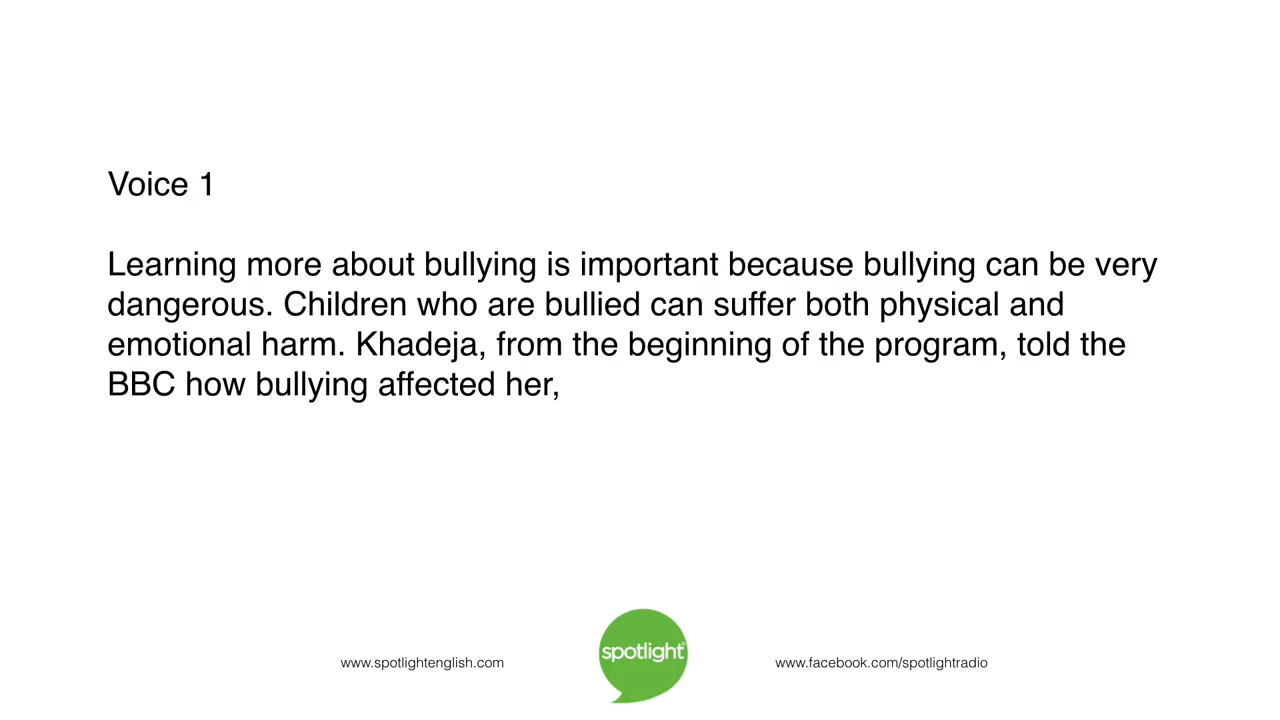 Voice 1
Learning more about bullying is important because bullying can be very
dangerous. Children who are bullied can suffer both physical and
emotional harm. Khadeja, from the beginning of the program, told the
BBC how bullying affected her,
www.spotlightenglish.com
spotlight
www.facebook.com/spotlightradio